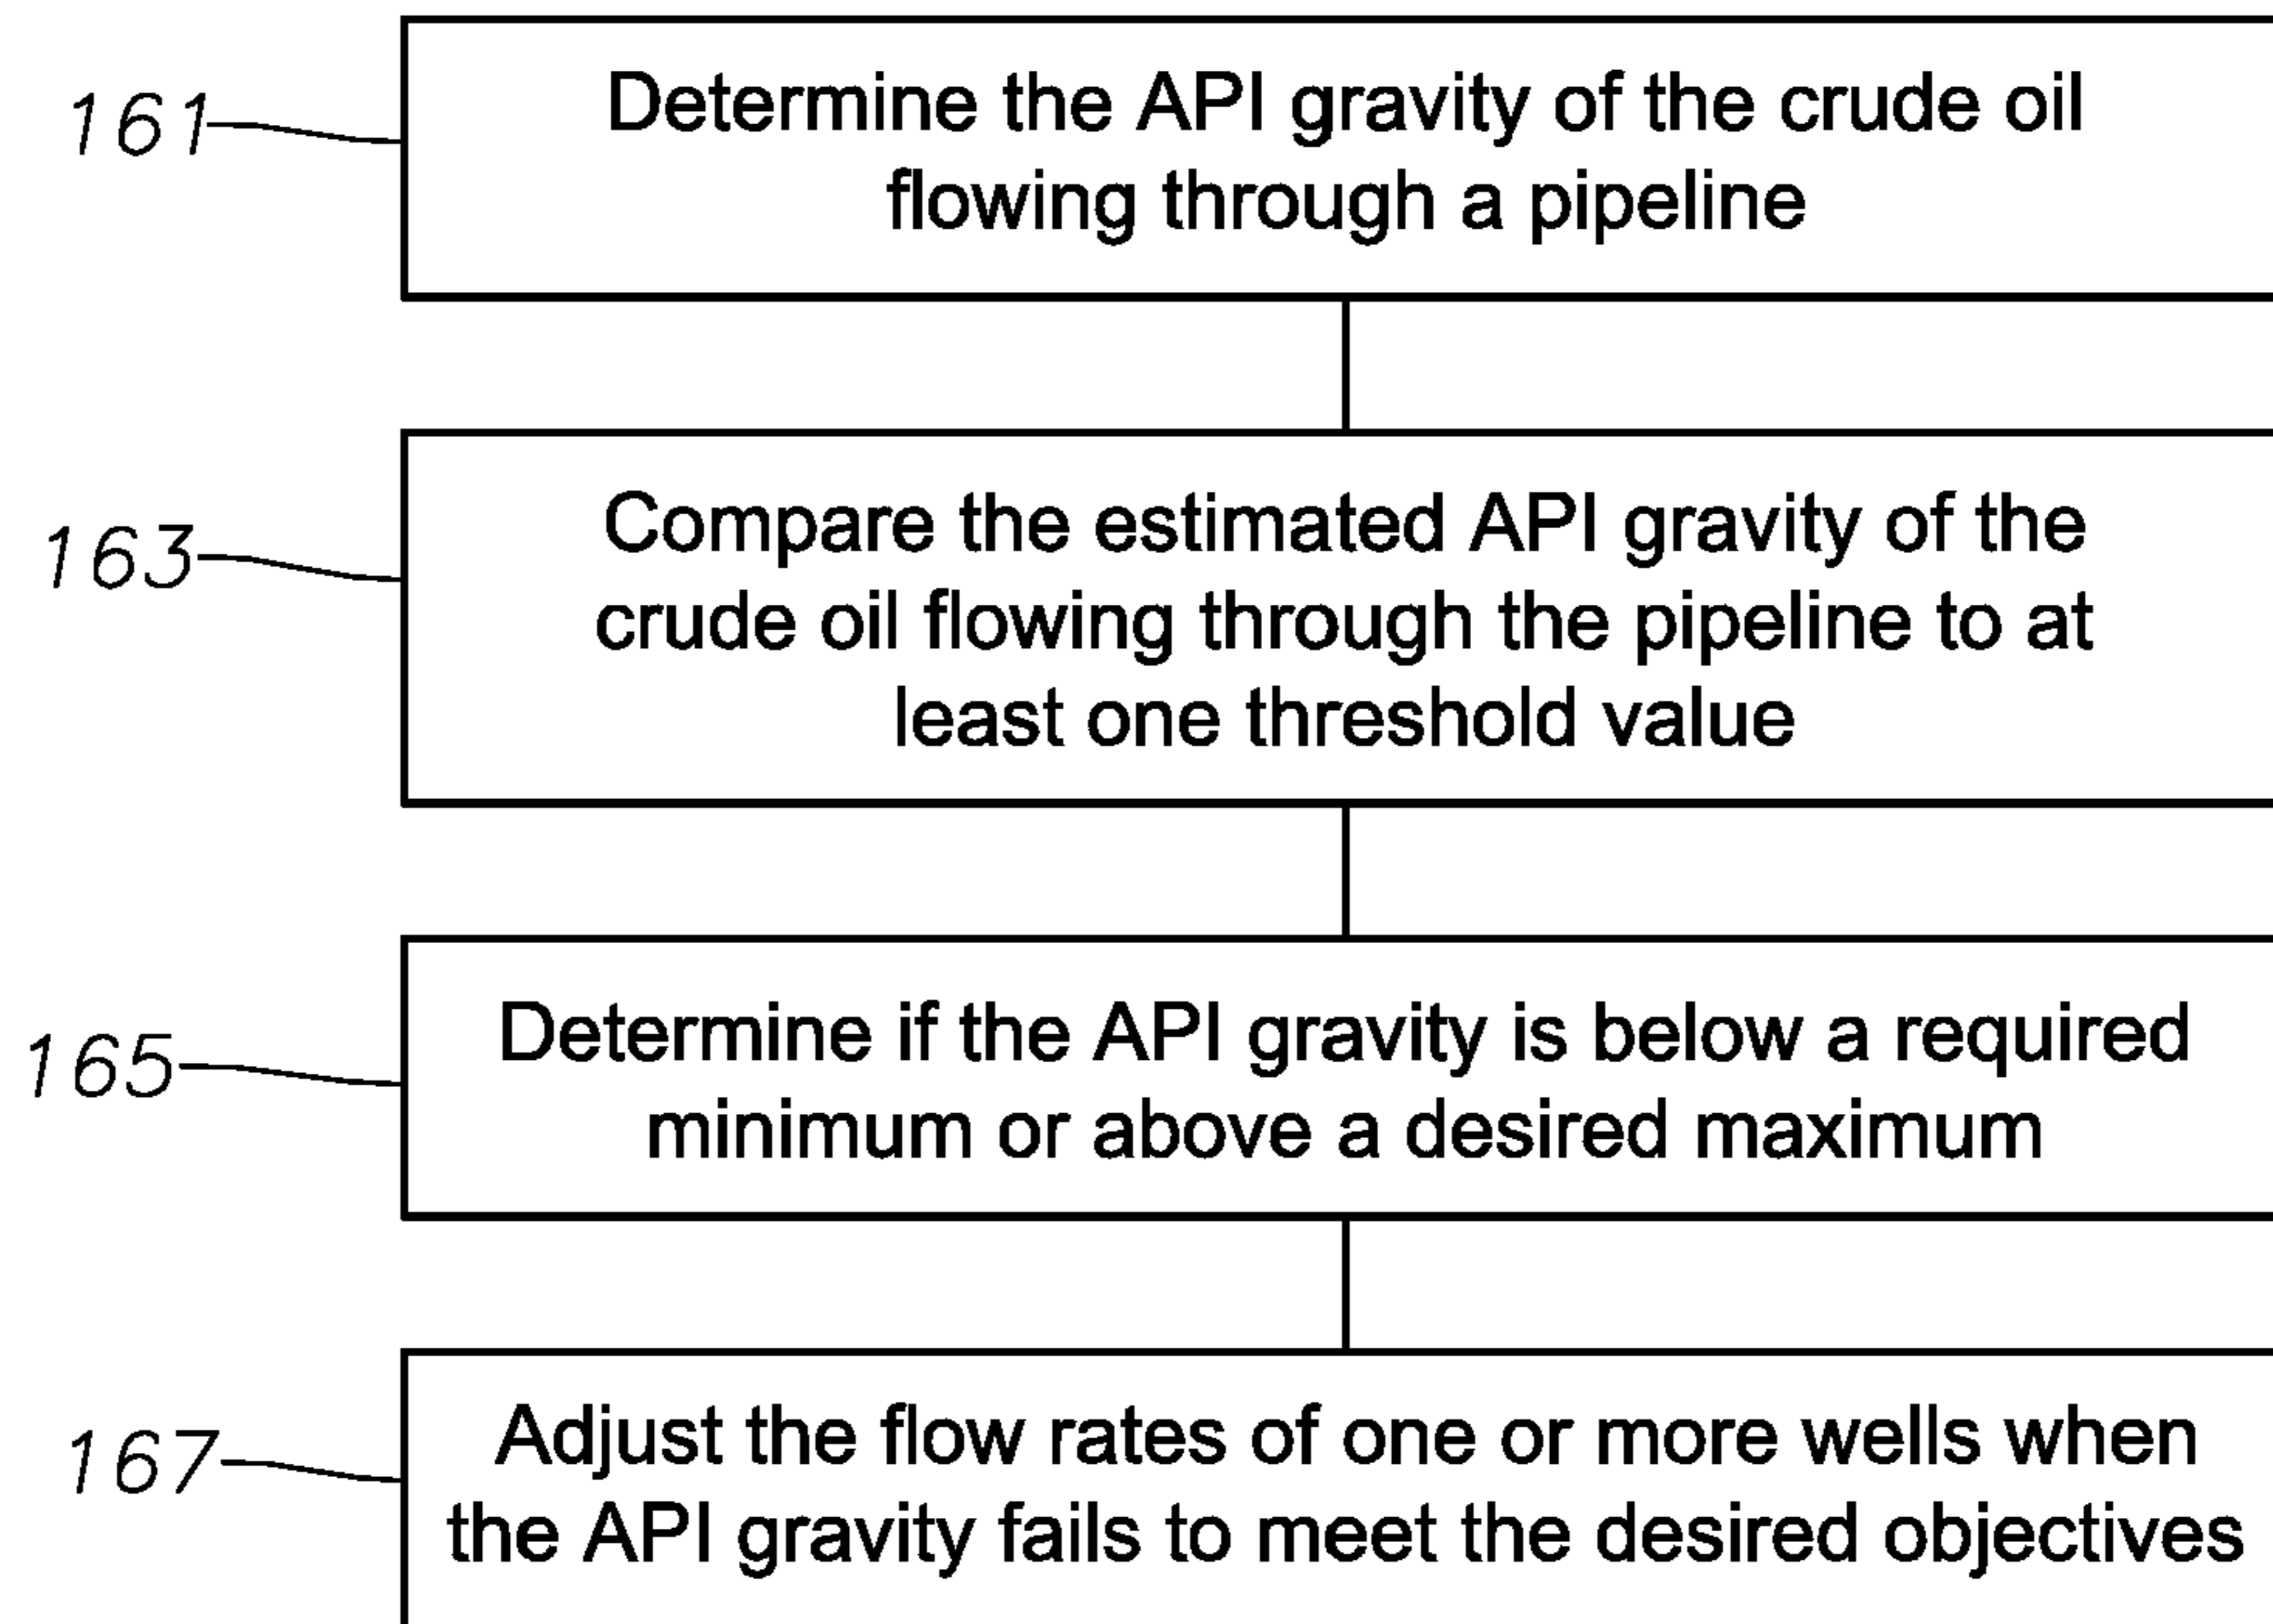 161
Determine the API gravity of the crude oil
flowing through a pipeline
163
Compare the estimated API gravity of the
crude oil flowing through the pipeline to at
least one threshold value
165
Determine if the API gravity is below a required
minimum or above a desired maximum
167
Adjust the flow rates of one or more wells when
the API gravity fails to meet the desired objectives